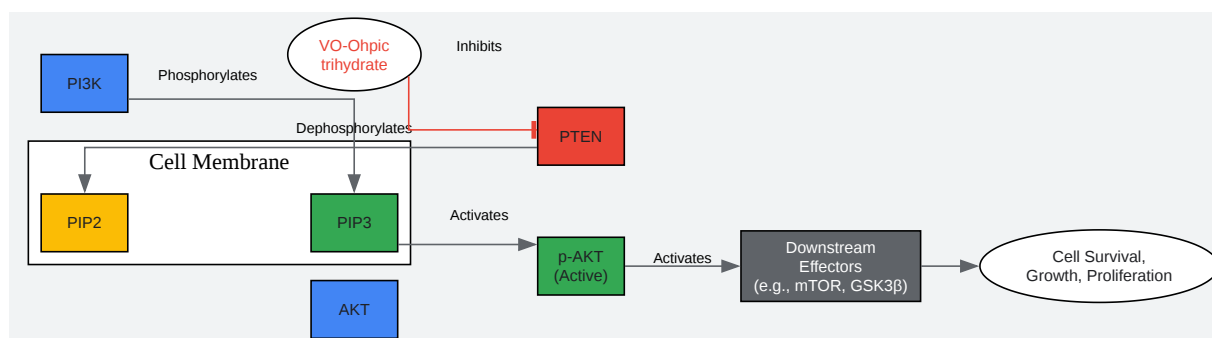 VO-Ohpic
trihydrate
Inhibits
PI3K
Phosphorylates
Dephosphorylates
PTEN
Cell Membrane
PIP2
PIP3
Activates
p-AKT
(Active)
Activates
Downstream
Effectors
(e.g., mTOR, GSK3β)
Cell Survival,
Growth, Proliferation
AKT